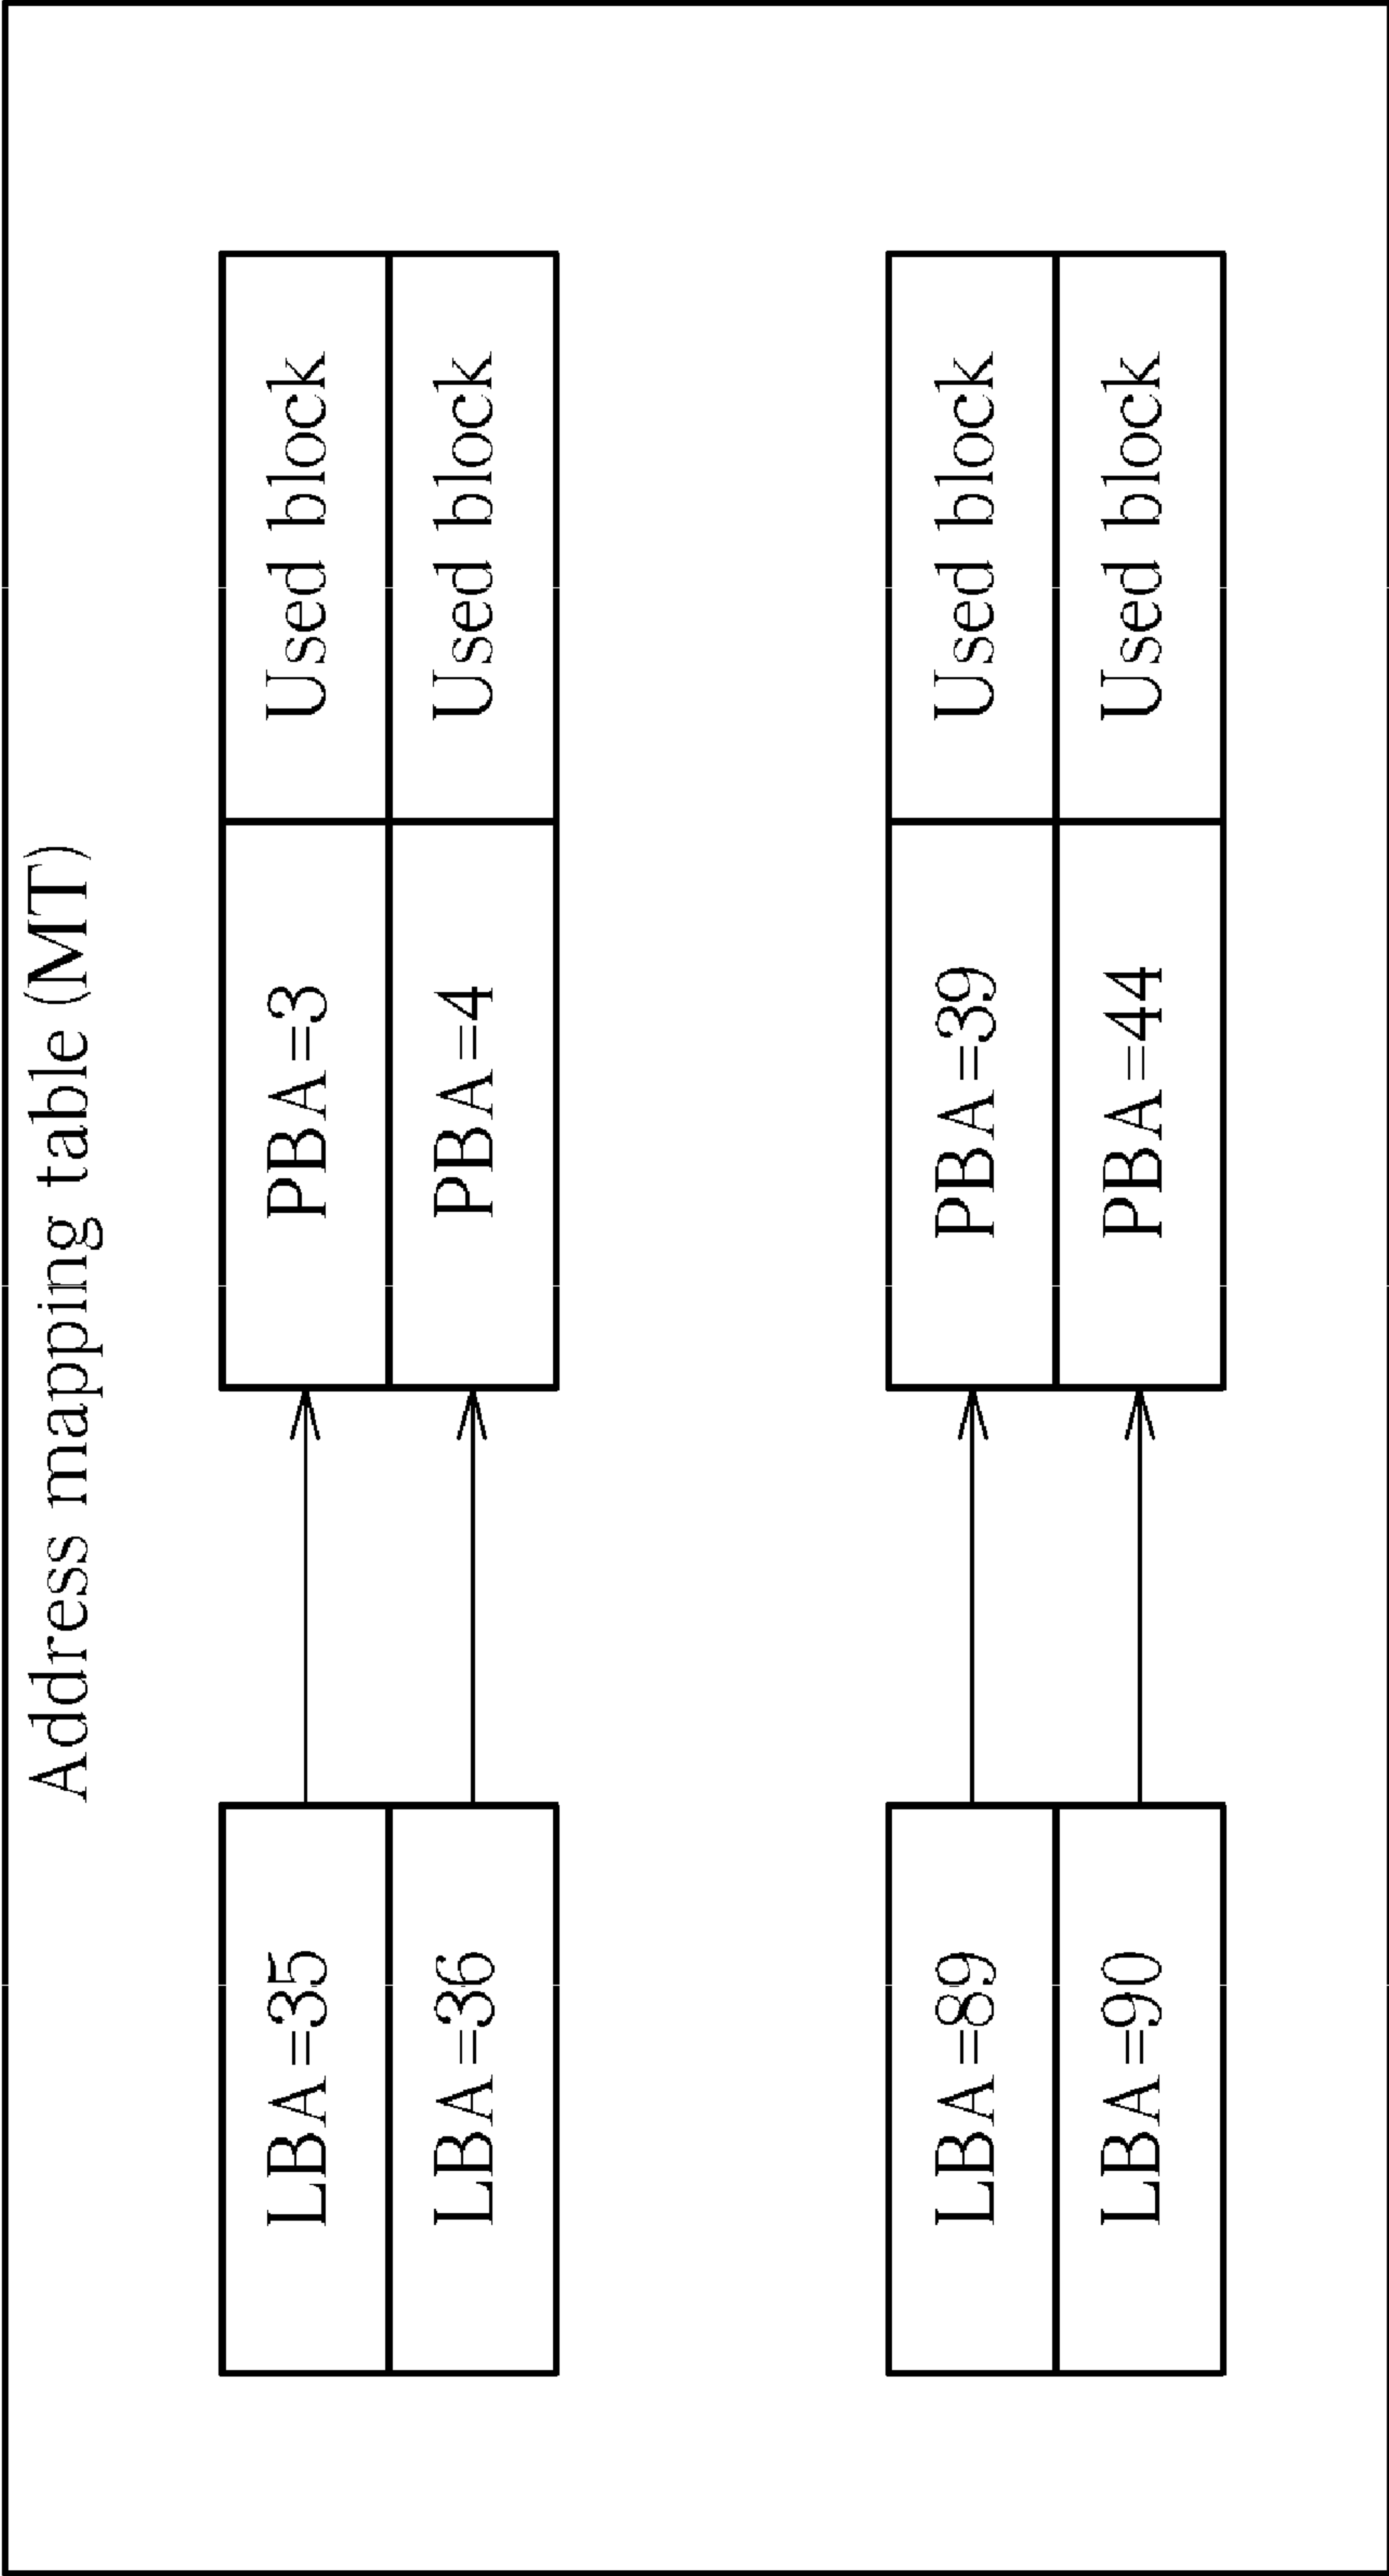 Address mapping table (MT)
LBA=35 PBA=3 Used block
LBA=36 PBA=4 Used block
LBA=89 PBA=39 Used block
LBA=90 PBA=44 Used block